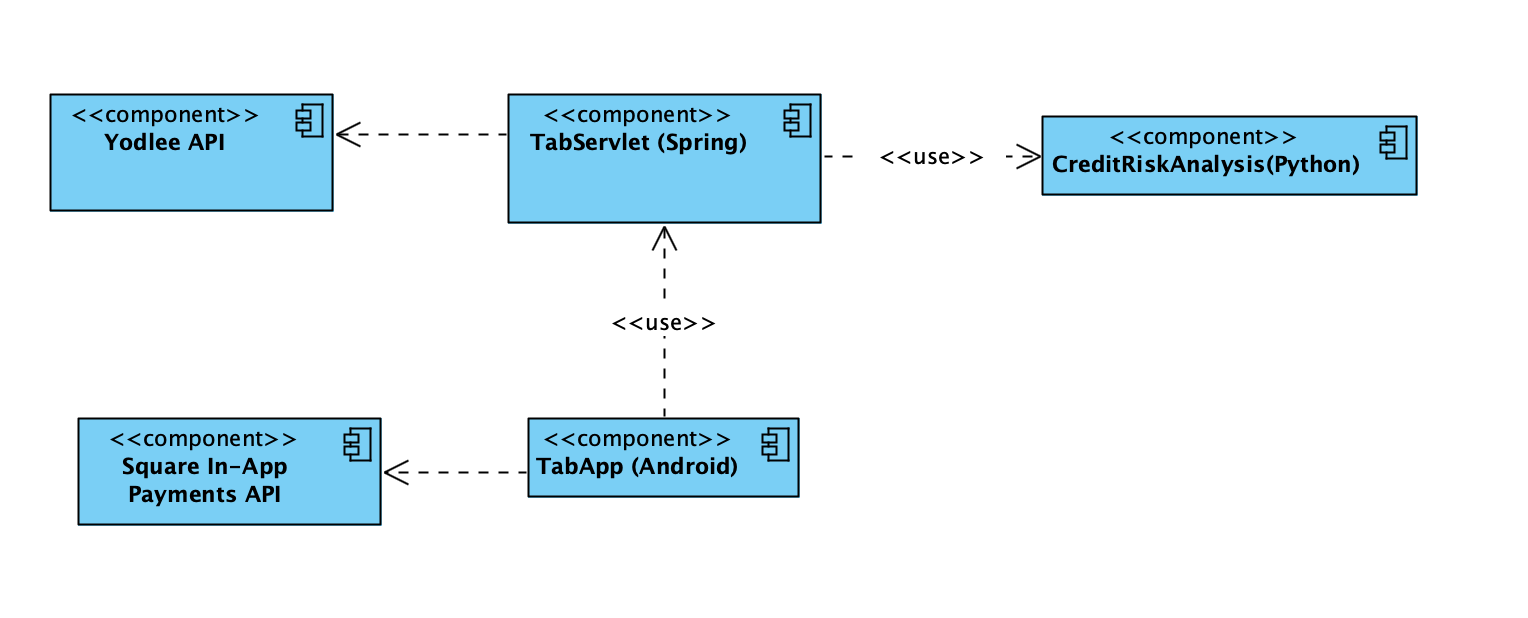 <<component>>
Yodlee API
<<component>>
TabServlet (Spring)
<<use>>
<<component>>
CreditRiskAnalysis(Python)
<<use>>
<<component>>
Square In-App
Payments API
<<component>>
TabApp (Android)